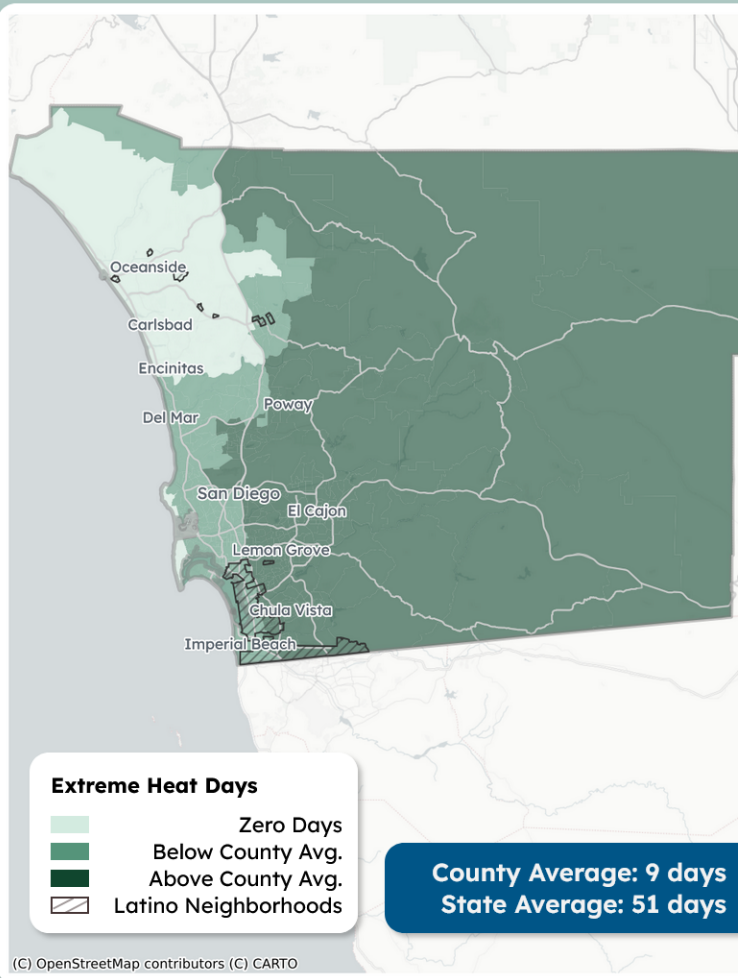 Oceanside
Carlsbad
Encinitas
Del Mar
Poway
San Diego
El Cajon
Lemon Grove
Chula Vista
Imperial Beach
Extreme Heat Days
Zero Days
Below County Avg.
Above County Avg.
Latino Neighborhoods
County Average: 9 days
State Average: 51 days
(C) OpenStreetMap contributors (C) CARTO